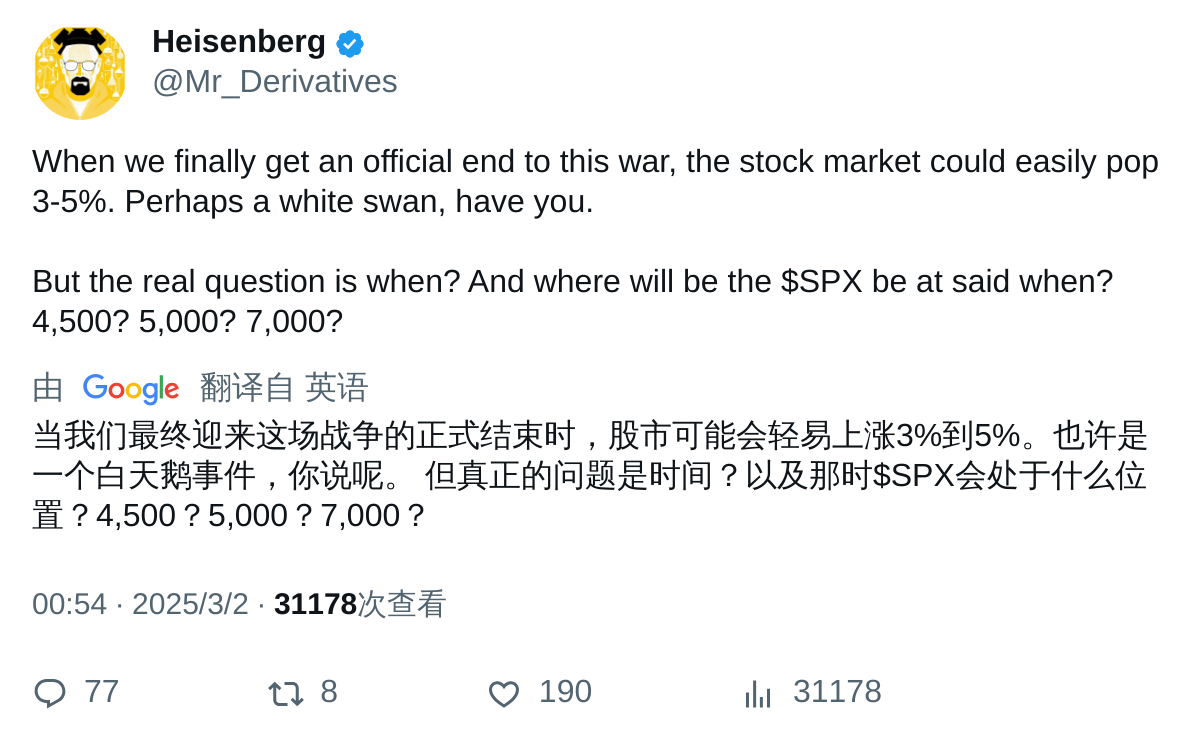 Heisenberg
@Mr_Derivatives
When we finally get an official end to this war, the stock market could easily pop
3-5%. Perhaps a white swan, have you.
But the real question is when? And where will be the $SPX be at said when?
4,500? 5,000? 7,000?
由 Google 翻译自 英语
当我们最终迎来这场战争的正式结束时，股市可能会轻易上涨3%到5%。也许是
一个白天鹅事件，你说呢。 但真正的问题是时间？以及那时$SPX会处于什么位
置？4,500？5,000？7,000？
00:54 · 2025/3/2 · 31178次查看
77 8 190 31178